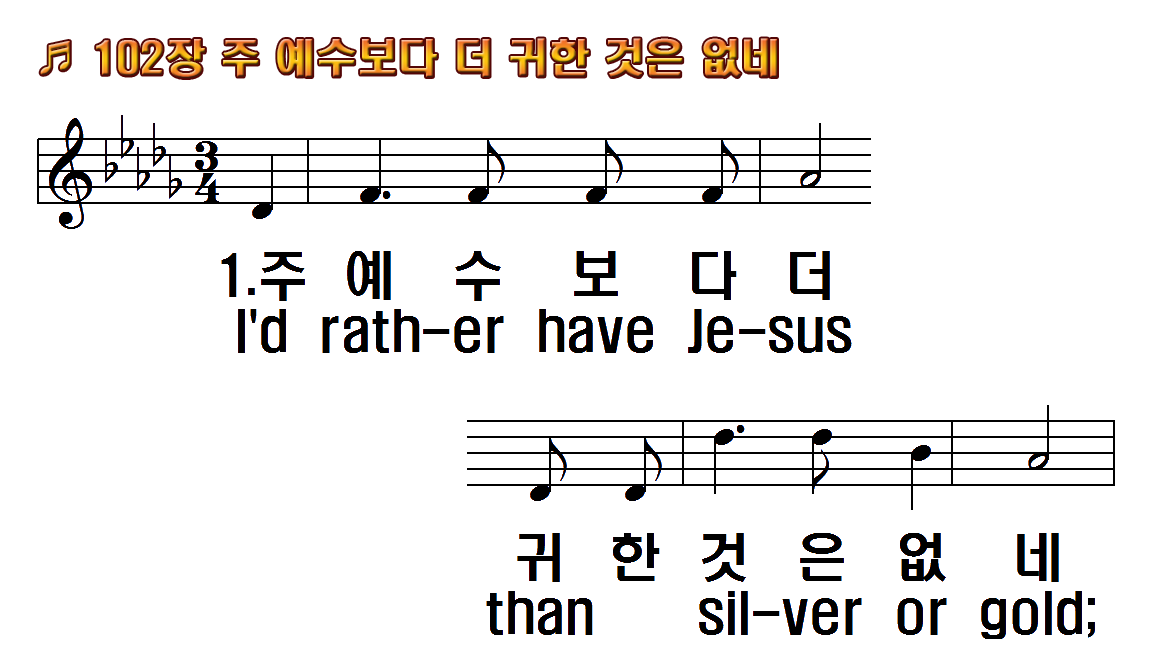 ♬ 102장 주 예수보다 더 귀한 것은 없네
3
4
1.주 예 수 보 다 더
I'd rath-er have Je-sus
귀 한 것 은 없 네
than sil-ver or gold;